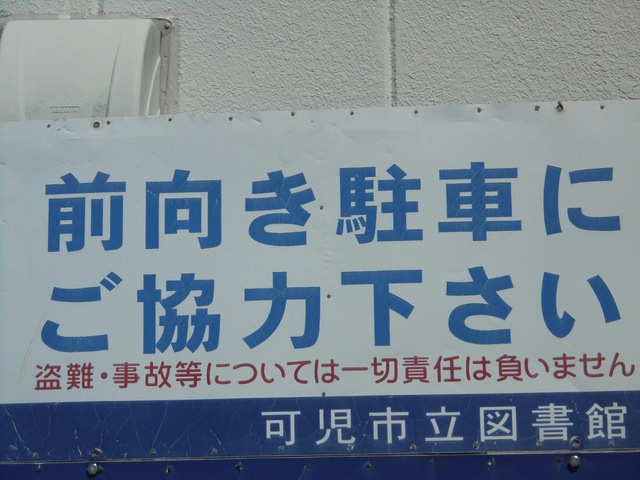 前向き駐車に
ご協力下さい
盗難・事故等については一切責任は負いません
可児市立図書館